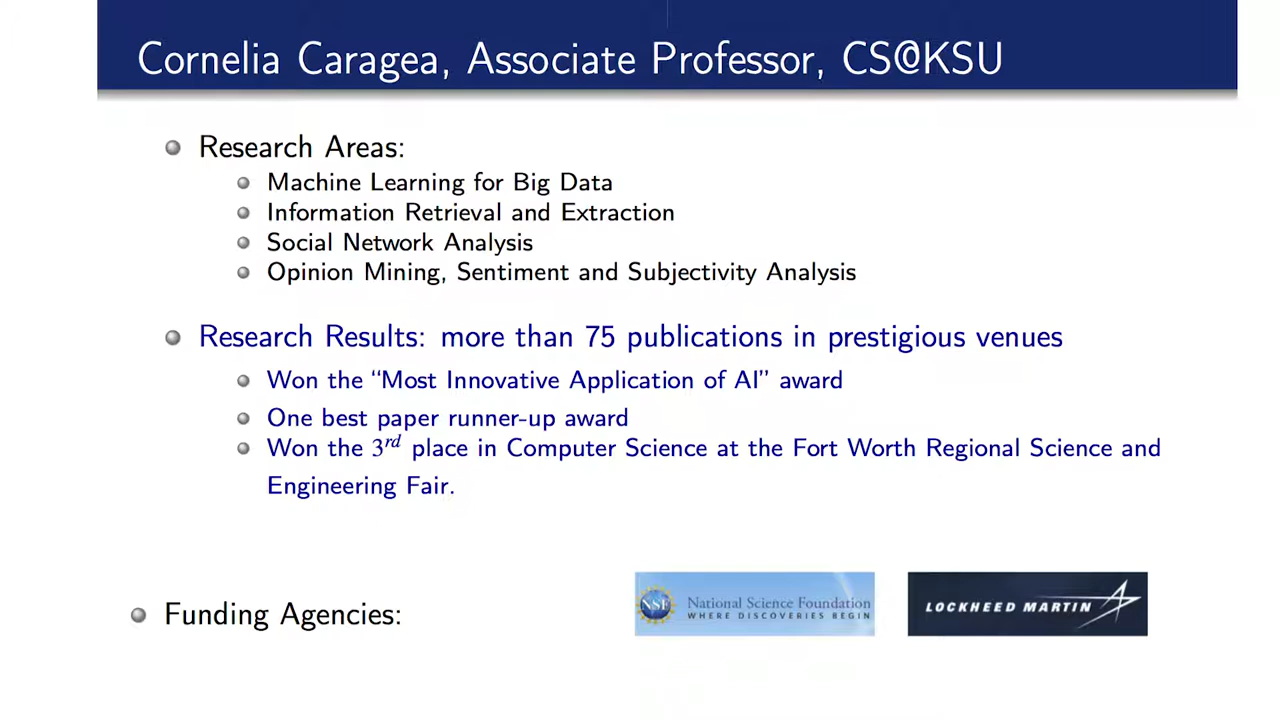 Cornelia Caragea, Associate Professor, CS@KSU
Research Areas:
Machine Learning for Big Data
Information Retrieval and Extraction
Social Network Analysis
Opinion Mining, Sentiment and Subjectivity Analysis
Research Results: more than 75 publications in prestigious venues
Won the “Most Innovative Application of AI” award
One best paper runner-up award
Won the 3rd place in Computer Science at the Fort Worth Regional Science and
Engineering Fair.
Funding Agencies:
NSF
National Science Foundation
WHERE DISCOVERIES BEGIN
LOCKHEED MARTIN